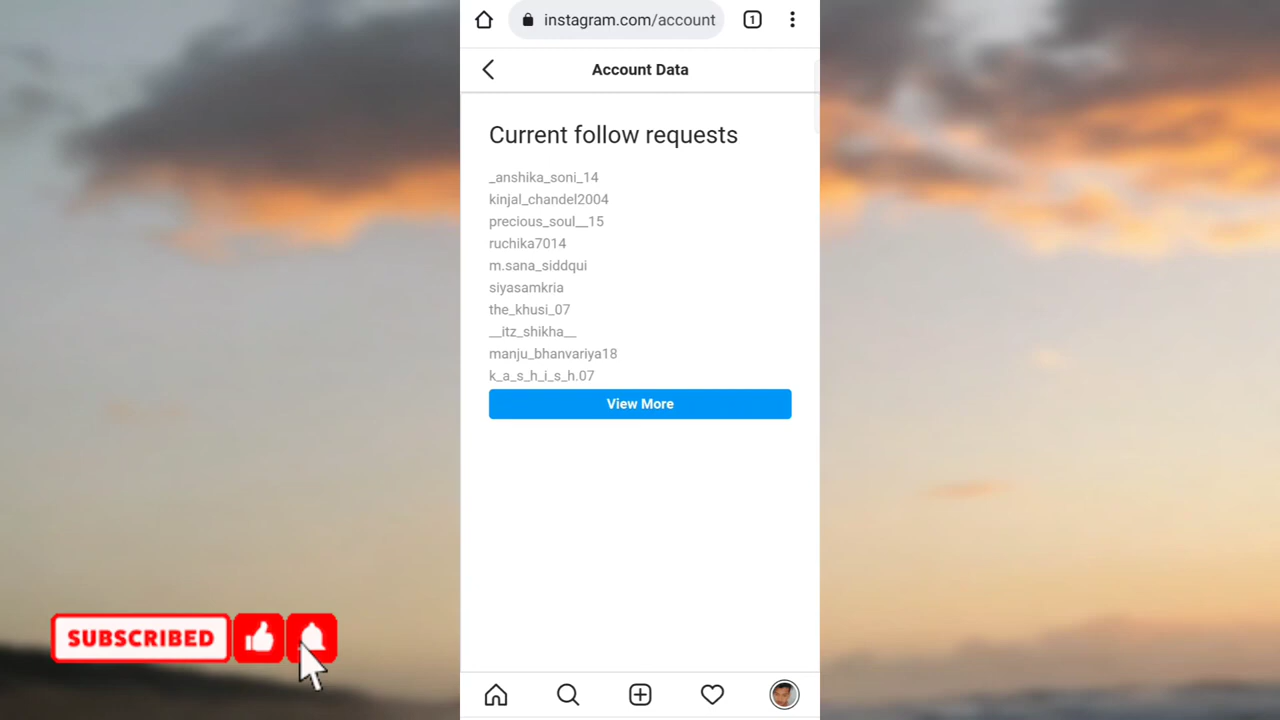 instagram.com/account
1
Account Data
Current follow requests
_anshika_soni_14
kinjal_chandel2004
precious_soul__15
ruchika7014
m.sana_siddqui
siyasamkria
the_khusi_07
__itz_shikha__
manju_bhanvariya18
k_a_s_h_i_s_h.07
View More
SUBSCRIBED